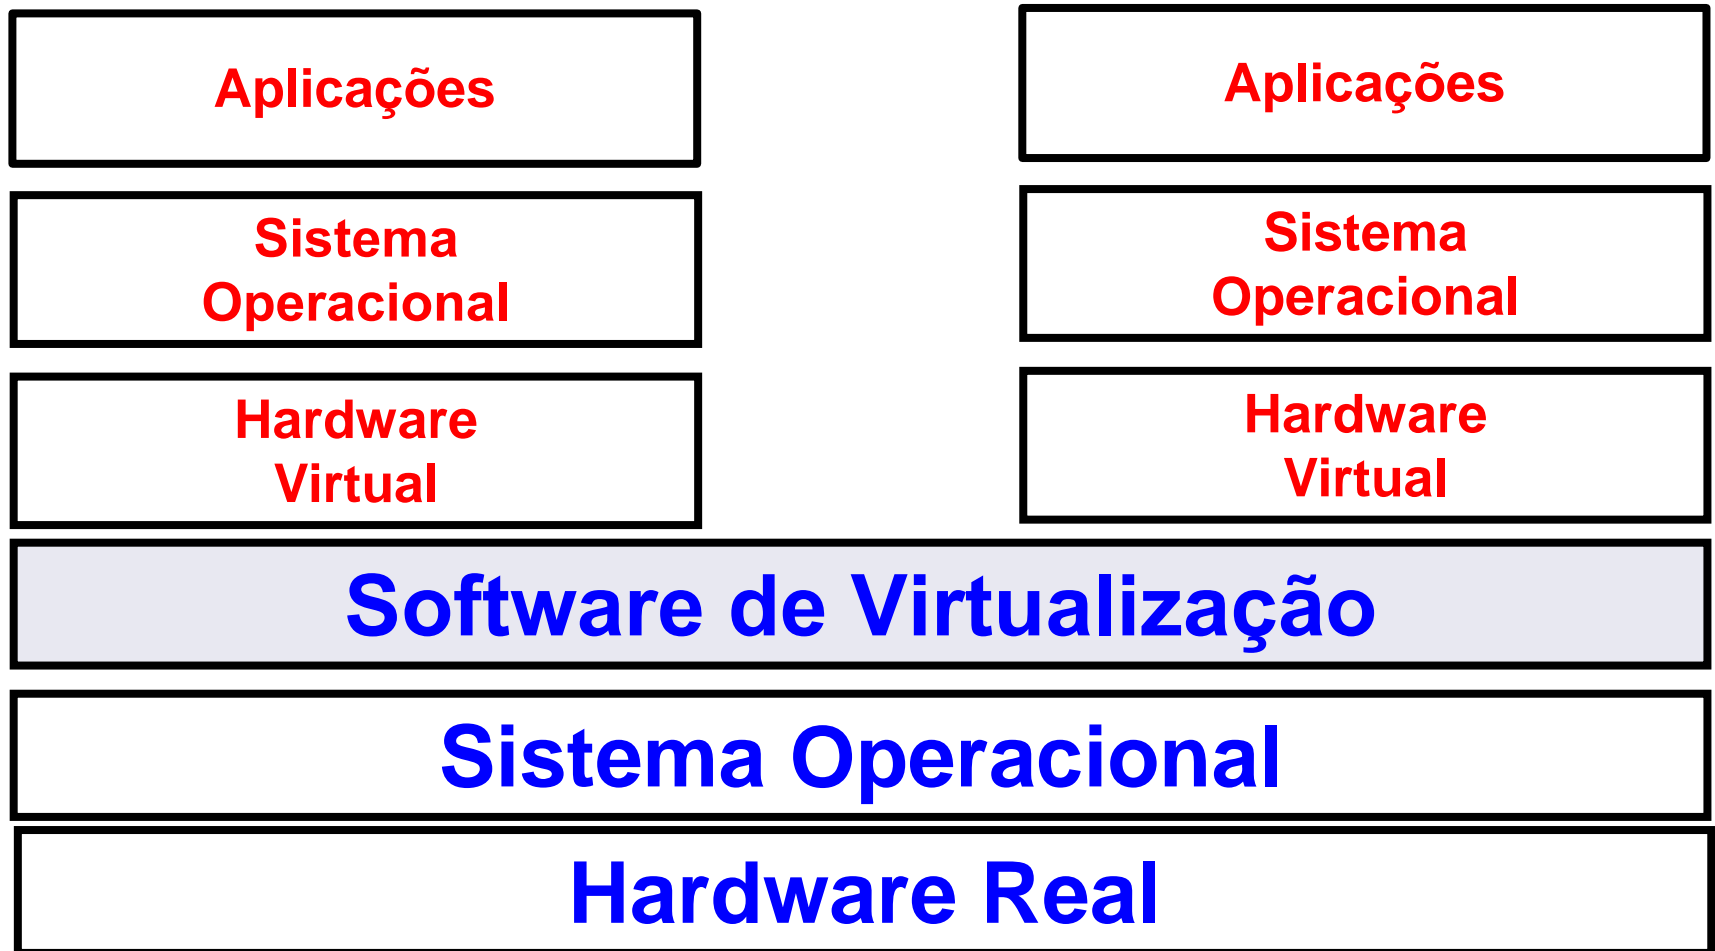 Aplicações
Aplicações
Sistema
Operacional
Sistema
Operacional
Hardware
Virtual
Hardware
Virtual
Software de Virtualização
Sistema Operacional
Hardware Real